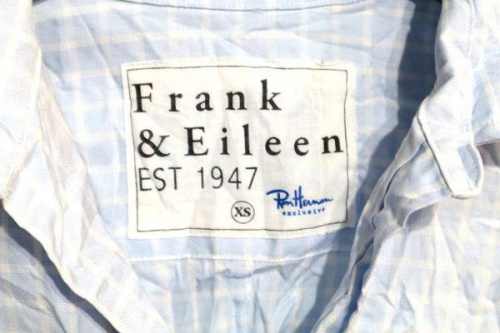 Frank
& Eileen
EST 1947
XS
Ron Herman
exclusive